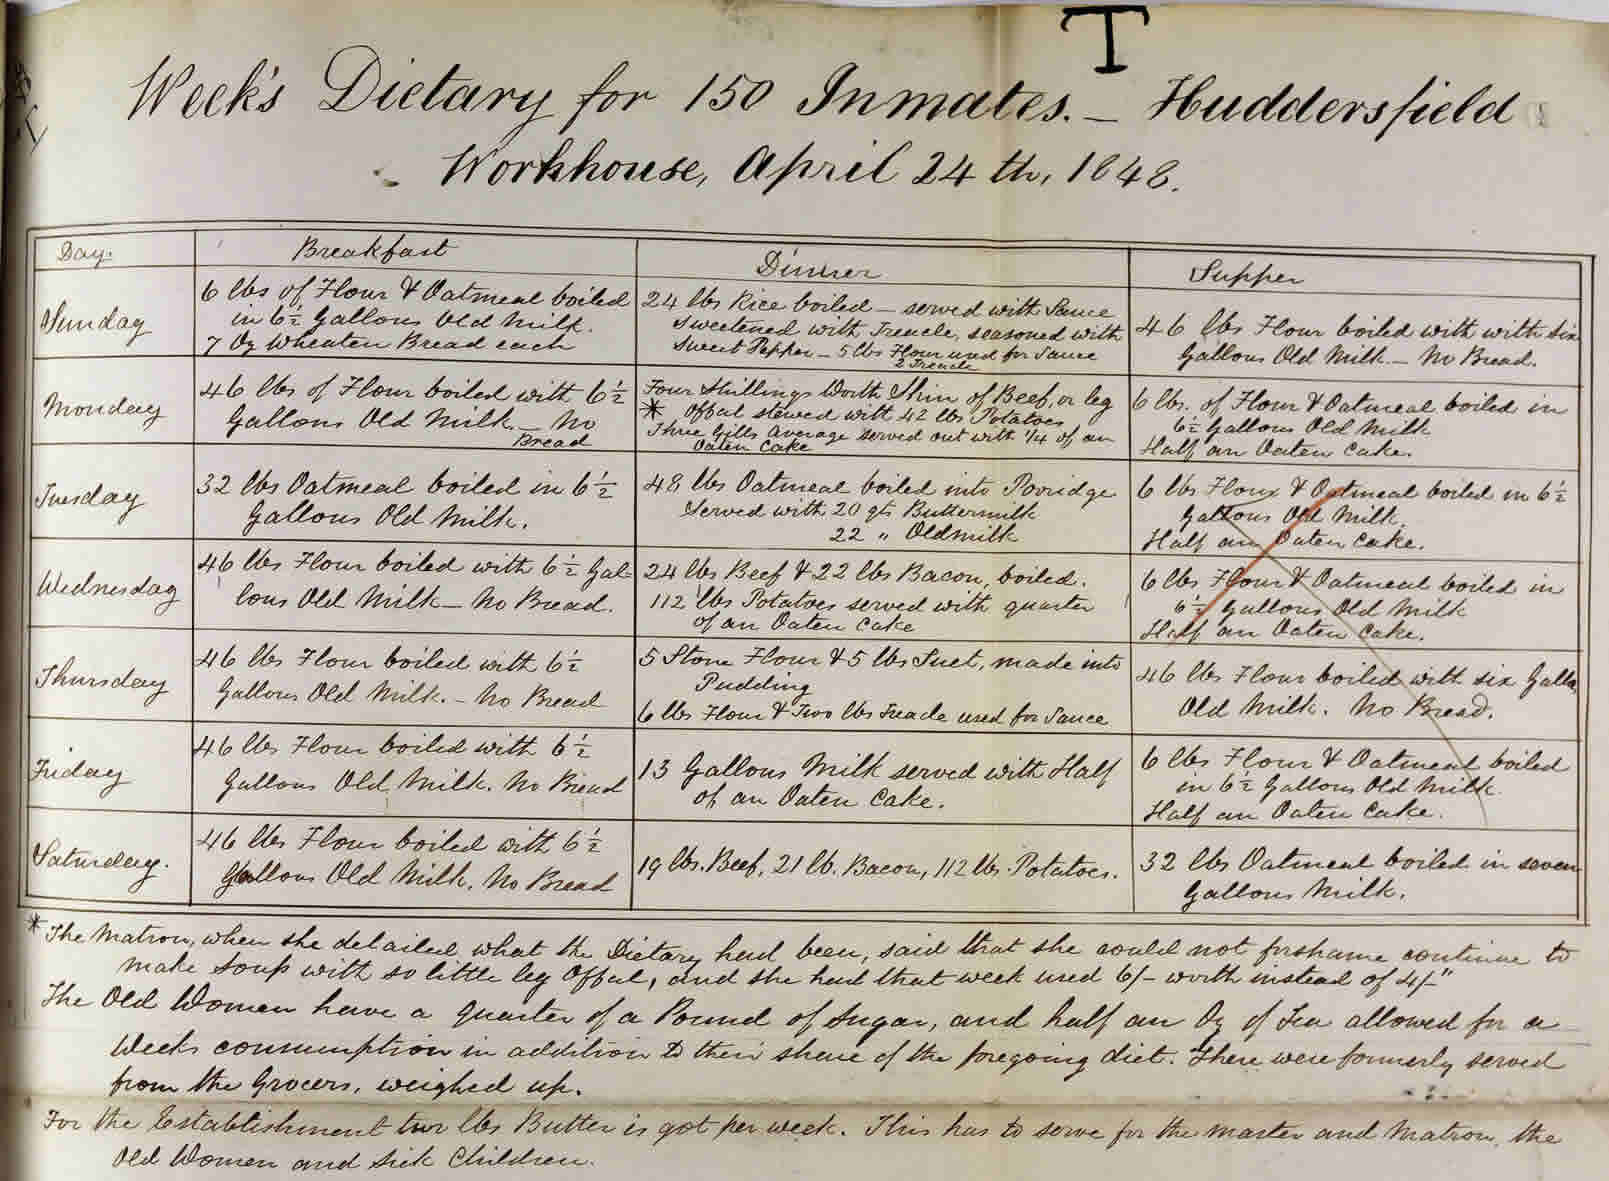 T
Week's Dietary for 150 Inmates. — Huddersfield
Workhouse, April 24th, 1848.
Day.
Breakfast
Dinner
Supper
Sunday
6 lbs of Flour & Oatmeal boiled
in 6½ Gallons Old Milk.
7 Oz Wheaten Bread each
24 lbs Rice boiled — served with Sauce
sweetened with Treacle, seasoned with
Sweet Pepper — 5 lbs Flour used for Sauce
2 Treacle
46 lbs Flour boiled with with six
Gallons Old Milk — No Bread.
Monday
46 lbs of Flour boiled with 6½
Gallons Old Milk. — No
Bread
Four Shillings Worth Shin of Beef, or leg
* Offal stewed with 42 lbs Potatoes
Three Gills Average served out with 1/4 of an
Oaten Cake
6 lbs. of Flour & Oatmeal boiled in
6½ Gallons Old Milk
Half an Oaten Cake.
Tuesday
32 lbs Oatmeal boiled in 6½
Gallons Old Milk.
48 lbs Oatmeal boiled into Porridge
Served with 20 qts Buttermilk
22 " Oldmilk
6 lbs Flour & Oatmeal boiled in 6½
Gallons Old Milk.
Half an Oaten Cake.
Wednesday
46 lbs Flour boiled with 6½ Gal-
lons Old Milk — No Bread.
24 lbs Beef & 22 lbs Bacon, boiled.
112 lbs Potatoes served with quarter
of an Oaten Cake
6 lbs Flour & Oatmeal boiled in
6½ Gallons Old Milk
Half an Oaten Cake.
Thursday
46 lbs Flour boiled with 6½
Gallons Old Milk. — No Bread
5 Stone Flour & 5 lbs Suet, made into
Pudding
6 lbs Flour & Two lbs Treacle used for Sauce
46 lbs Flour boiled with six Gallons
Old Milk. No Bread.
Friday
46 lbs Flour boiled with 6½
Gallons Old Milk. No Bread
13 Gallons Milk served with Half
of an Oaten Cake.
6 lbs Flour & Oatmeal boiled
in 6½ Gallons Old Milk.
Half an Oaten Cake.
Saturday.
46 lbs Flour boiled with 6½
Gallons Old Milk. No Bread
19 lbs. Beef, 21 lb. Bacon, 112 lbs. Potatoes.
32 lbs Oatmeal boiled in seven
Gallons Milk.
* The Matron, when she detailed what the Dietary had been, said that she could not forshame continue to
make Soup with so little leg Offal, and she had that week used 6/- worth instead of 4/-"
The Old Women have a quarter of a Pound of Sugar, and half an Oz of Tea allowed for a
Weeks consumption in addition to their share of the foregoing diet. These were formerly served
from the Grocers, weighed up.
For the Establishment two lbs Butter is got per week. This has to serve for the Master and Matron, the
Old Women and Sick Children.